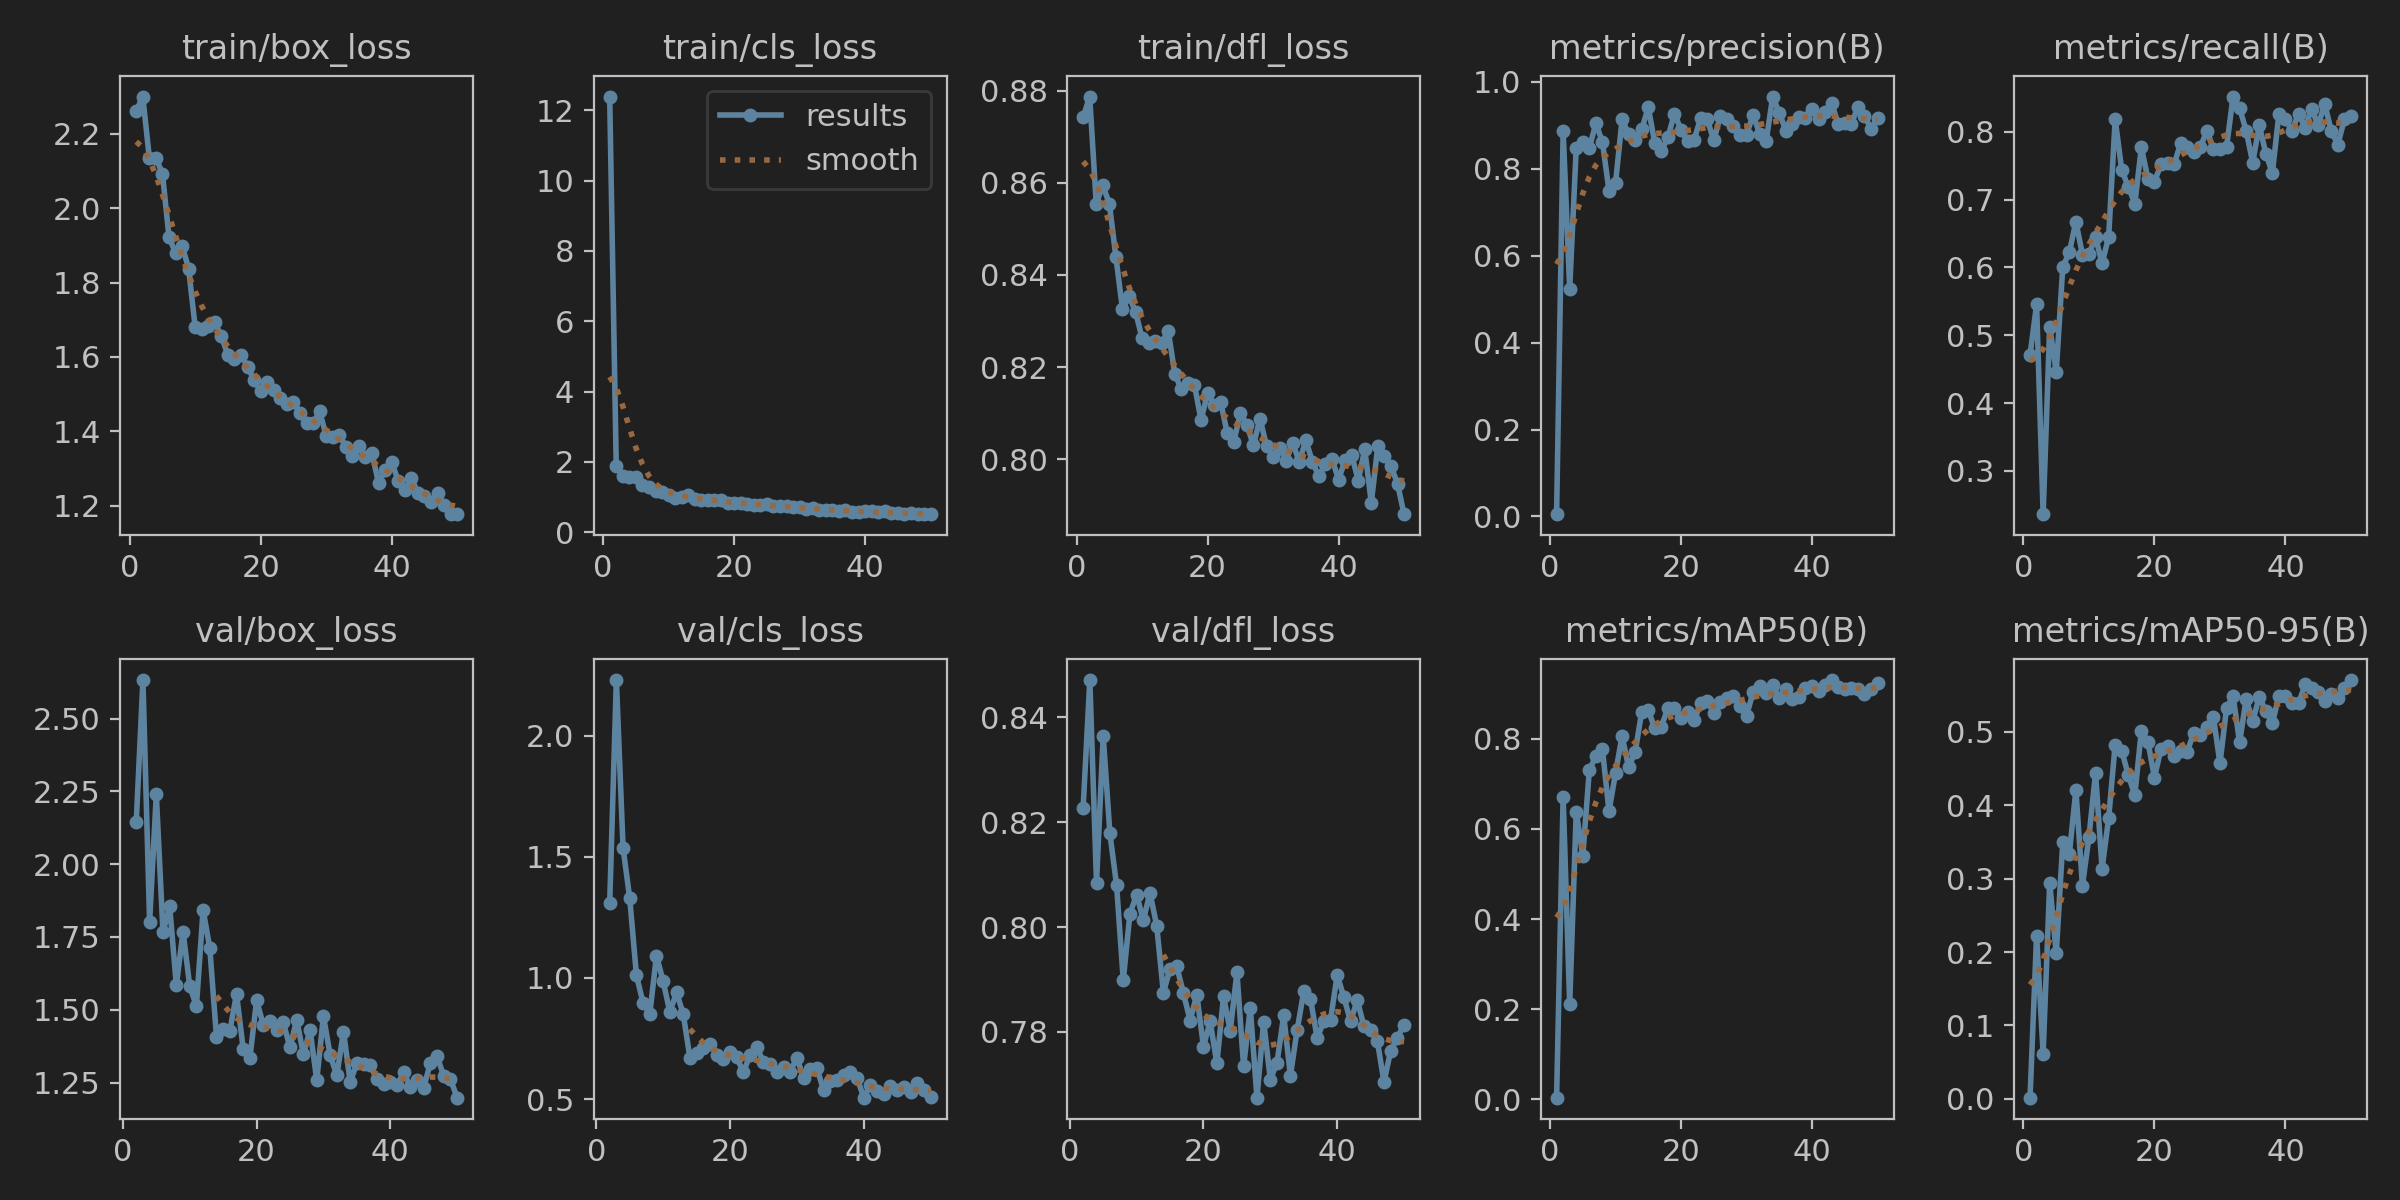 train/box_loss
2.2
2.0
1.8
1.6
1.4
1.2
0 20 40
train/cls_loss
results
smooth
12
10
8
6
4
2
0
0 20 40
train/dfl_loss
0.88
0.86
0.84
0.82
0.80
0 20 40
metrics/precision(B)
1.0
0.8
0.6
0.4
0.2
0.0
0 20 40
metrics/recall(B)
0.8
0.7
0.6
0.5
0.4
0.3
0 20 40
val/box_loss
2.50
2.25
2.00
1.75
1.50
1.25
0 20 40
val/cls_loss
2.0
1.5
1.0
0.5
0 20 40
val/dfl_loss
0.84
0.82
0.80
0.78
0 20 40
metrics/mAP50(B)
0.8
0.6
0.4
0.2
0.0
0 20 40
metrics/mAP50-95(B)
0.5
0.4
0.3
0.2
0.1
0.0
0 20 40